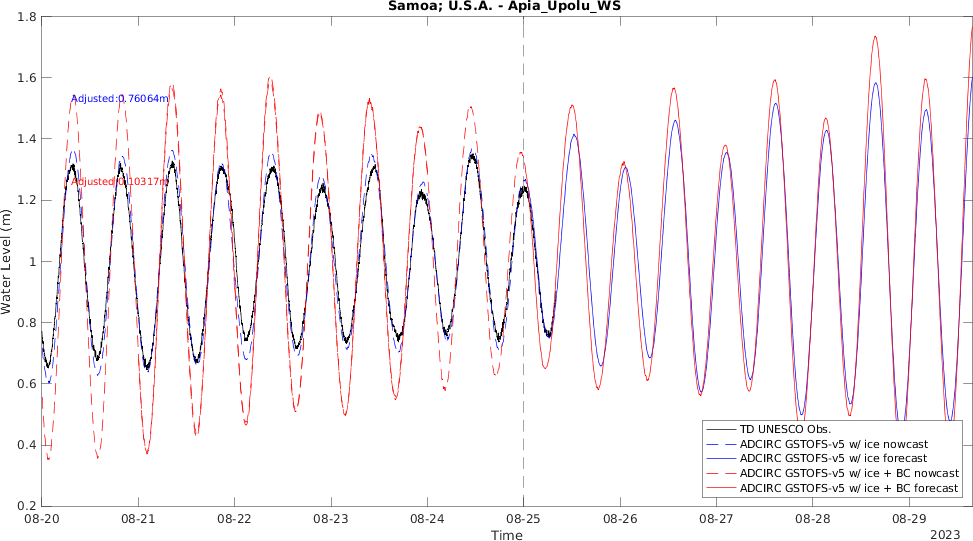 Samoa; U.S.A. - Apia_Upolu_WS
1.8
1.6
1.4
1.2
1
0.8
0.6
0.4
0.2
Water Level (m)
Adjusted:0.76064m
Adjusted:0.10317m
TD UNESCO Obs.
ADCIRC GSTOFS-v5 w/ ice nowcast
ADCIRC GSTOFS-v5 w/ ice forecast
ADCIRC GSTOFS-v5 w/ ice + BC nowcast
ADCIRC GSTOFS-v5 w/ ice + BC forecast
08-20 08-21 08-22 08-23 08-24 08-25 08-26 08-27 08-28 08-29
Time
2023